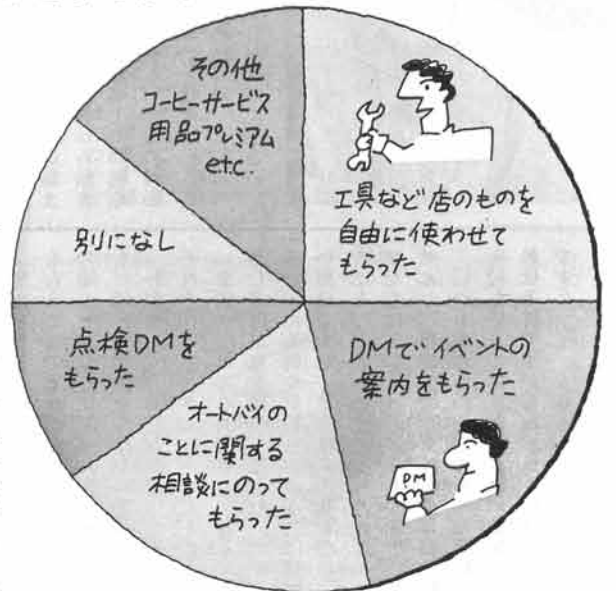 工具など店のものを
自由に使わせて
もらった
DMでイベントの
案内をもらった
DM
オートバイの
ことに関する
相談にのって
もらった
点検DMを
もらった
別になし
その他
コーヒーサービス
用品プレミアム
etc.